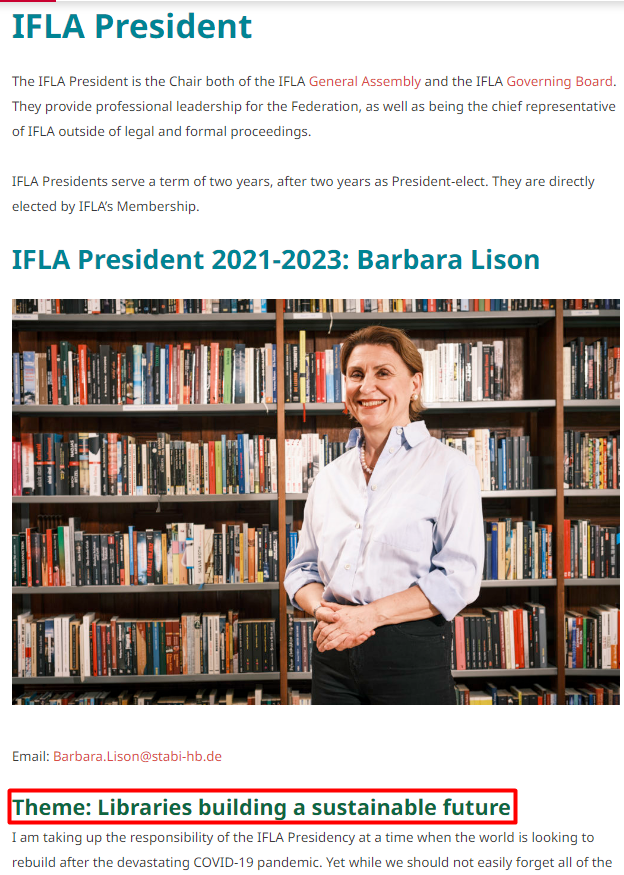 IFLA President
The IFLA President is the Chair both of the IFLA General Assembly and the IFLA Governing Board.
They provide professional leadership for the Federation, as well as being the chief representative
of IFLA outside of legal and formal proceedings.
IFLA Presidents serve a term of two years, after two years as President-elect. They are directly
elected by IFLA’s Membership.
IFLA President 2021-2023: Barbara Lison
Email: Barbara.Lison@stabi-hb.de
Theme: Libraries building a sustainable future
I am taking up the responsibility of the IFLA Presidency at a time when the world is looking to
rebuild after the devastating COVID-19 pandemic. Yet while we should not easily forget all of the